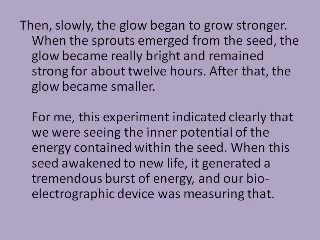 Then, slowly, the glow began to grow stronger.
When the sprouts emerged from the seed, the
glow became really bright and remained
strong for about twelve hours. After that, the
glow became smaller.
For me, this experiment indicated clearly that
we were seeing the inner potential of the
energy contained within the seed. When this
seed awakened to new life, it generated a
tremendous burst of energy, and our bio-
electrographic device was measuring that.